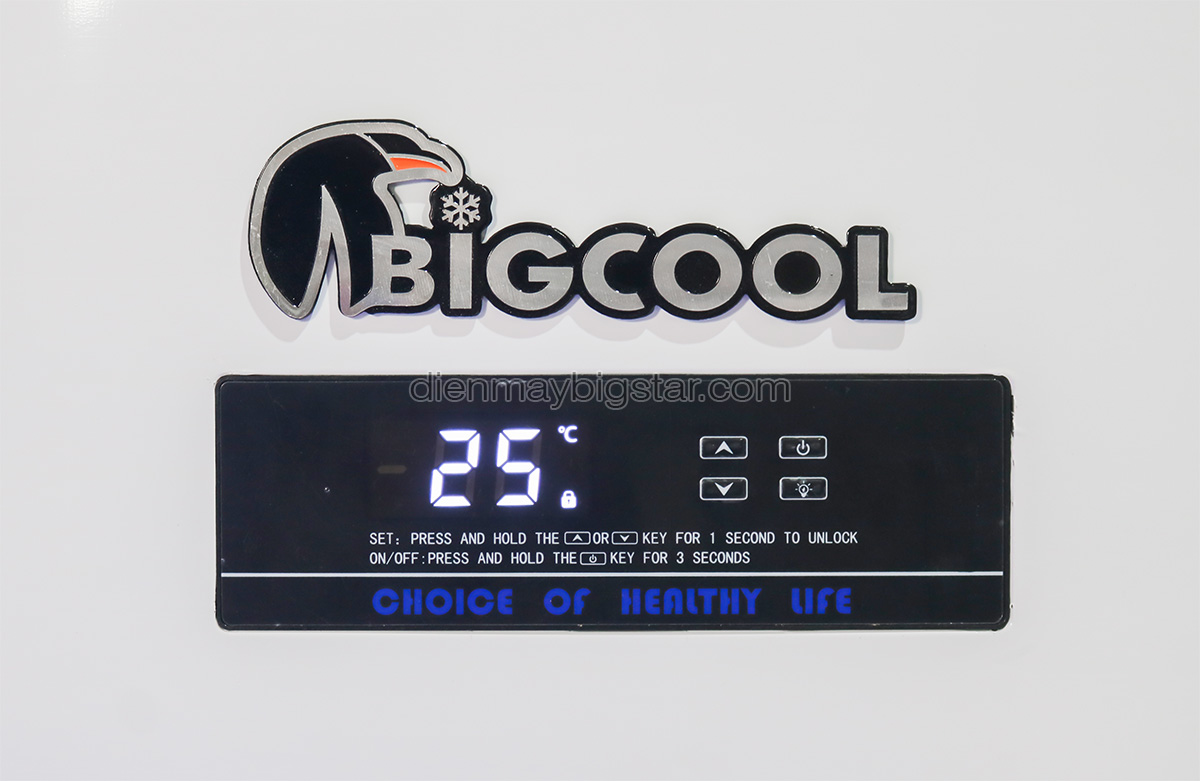 BiGCOOL
dienmaybigstar.com
25 °C
SET: PRESS AND HOLD THE OR KEY FOR 1 SECOND TO UNLOCK
ON/OFF:PRESS AND HOLD THE KEY FOR 3 SECONDS
CHOICE OF HEALTHY LIFE